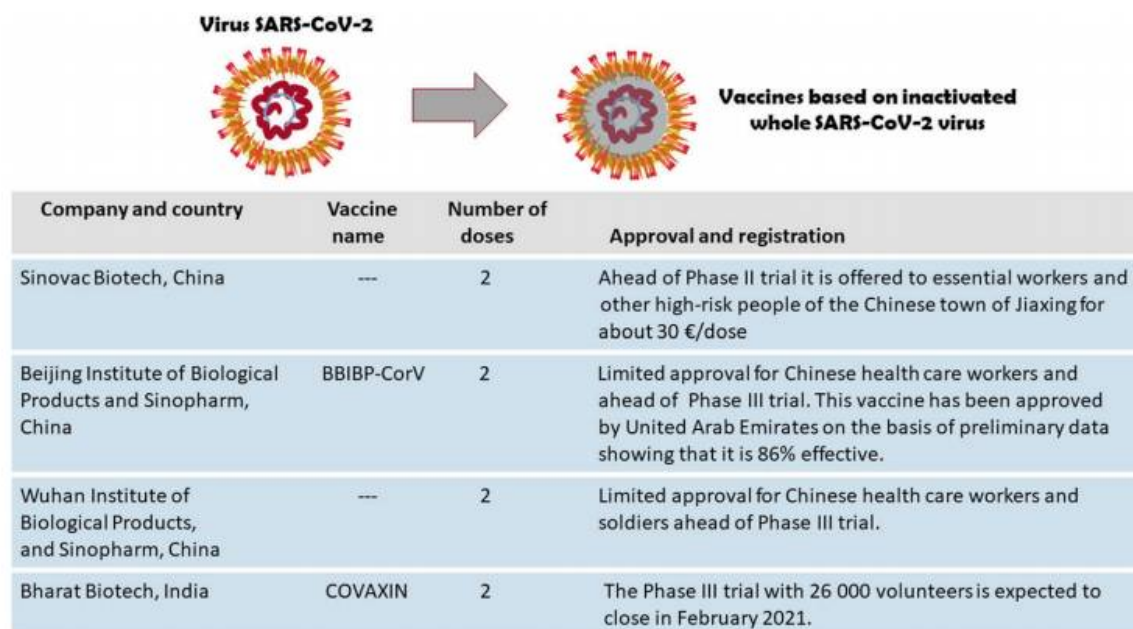 Virus SARS-CoV-2
Vaccines based on inactivated
whole SARS-CoV-2 virus
Company and country Vaccine name Number of doses Approval and registration
Sinovac Biotech, China --- 2 Ahead of Phase II trial it is offered to essential workers and
other high-risk people of the Chinese town of Jiaxing for
about 30 €/dose
Beijing Institute of Biological BBIBP-CorV 2 Limited approval for Chinese health care workers and
Products and Sinopharm, ahead of Phase III trial. This vaccine has been approved
China by United Arab Emirates on the basis of preliminary data
showing that it is 86% effective.
Wuhan Institute of --- 2 Limited approval for Chinese health care workers and
Biological Products, soldiers ahead of Phase III trial.
and Sinopharm, China
Bharat Biotech, India COVAXIN 2 The Phase III trial with 26 000 volunteers is expected to
close in February 2021.